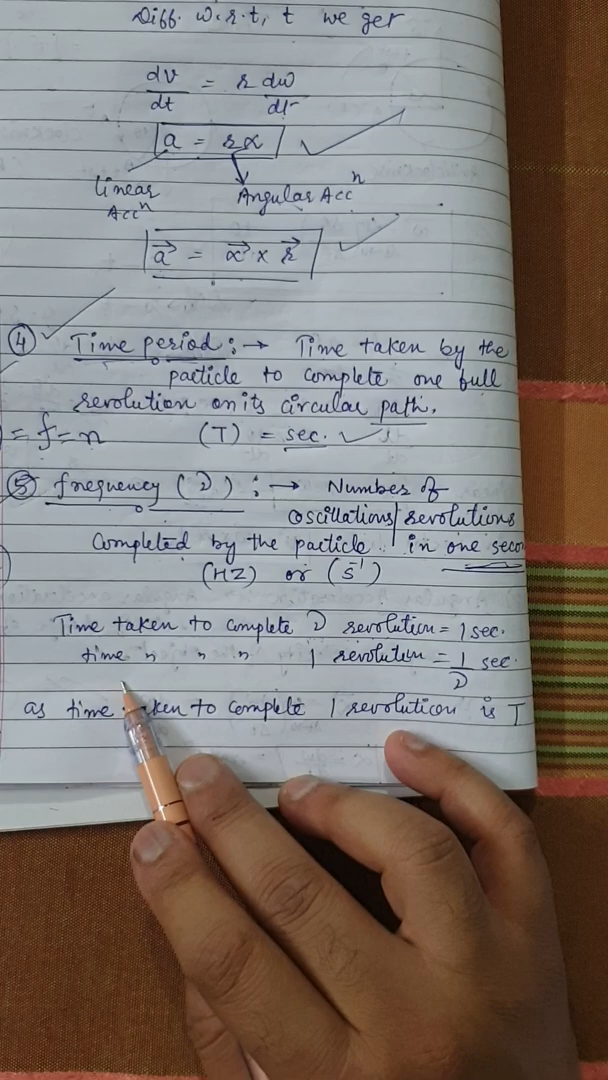 Diff. w.r.t, t we get
dv/dt = r dω/dt
a = rα
linear Accⁿ
Angular Accⁿ
a⃗ = α⃗ × r⃗
④ Time period : → Time taken by the
particle to complete one full
revolution on its circular path.
= f = n (T) = sec.
⑤ frequency (ν) : → Number of
oscillations/revolutions
completed by the particle in one seco
(HZ) or (S⁻¹)
Time taken to complete ν revolution = 1 sec.
time " " " 1 revolution = 1/ν sec.
as time taken to complete 1 revolution is T